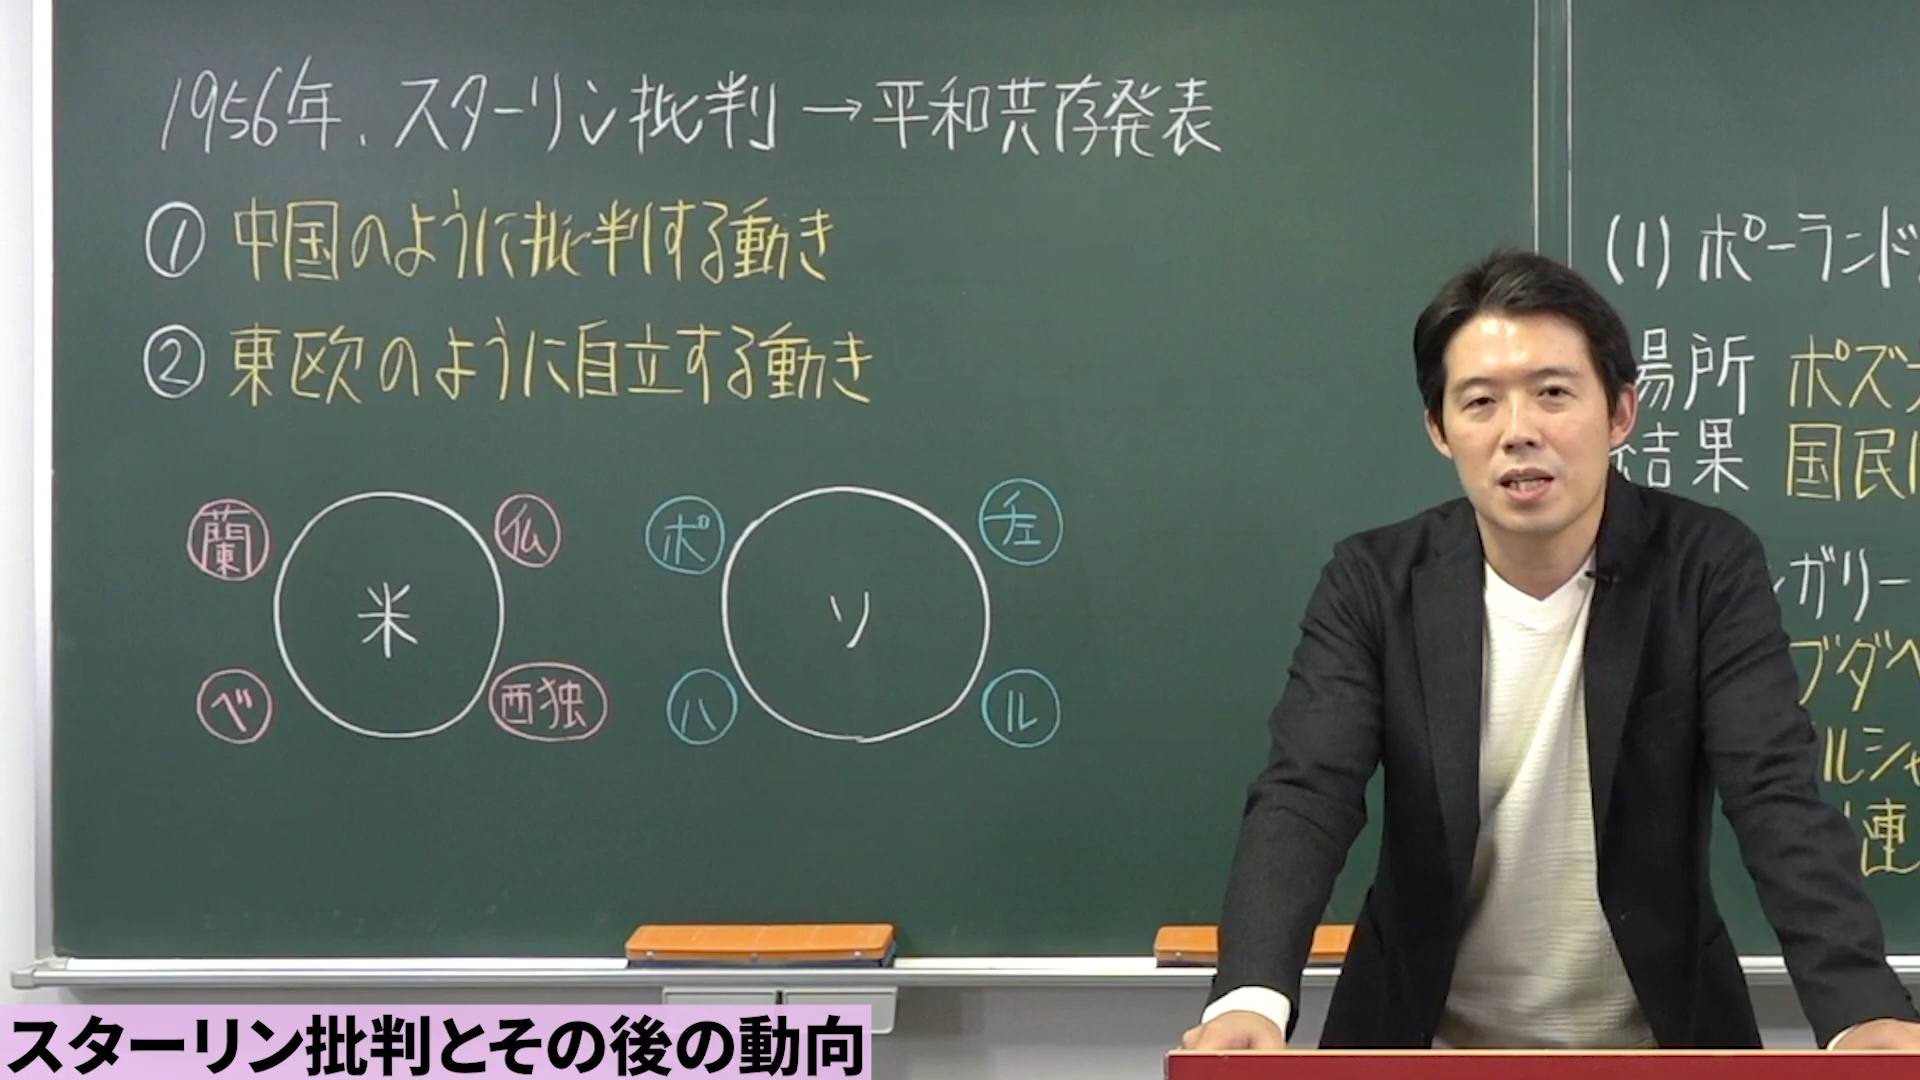 1956年、スターリン批判→平和共存発表
① 中国のように批判する動き
② 東欧のように自立する動き
蘭 仏
米
ベ 西独
ポ チェ
ソ
ハ ル
(1) ポーランド
場所 ポズナ
結果 国民
ンガリー
ブダペ
ルシャ
連
スターリン批判とその後の動向